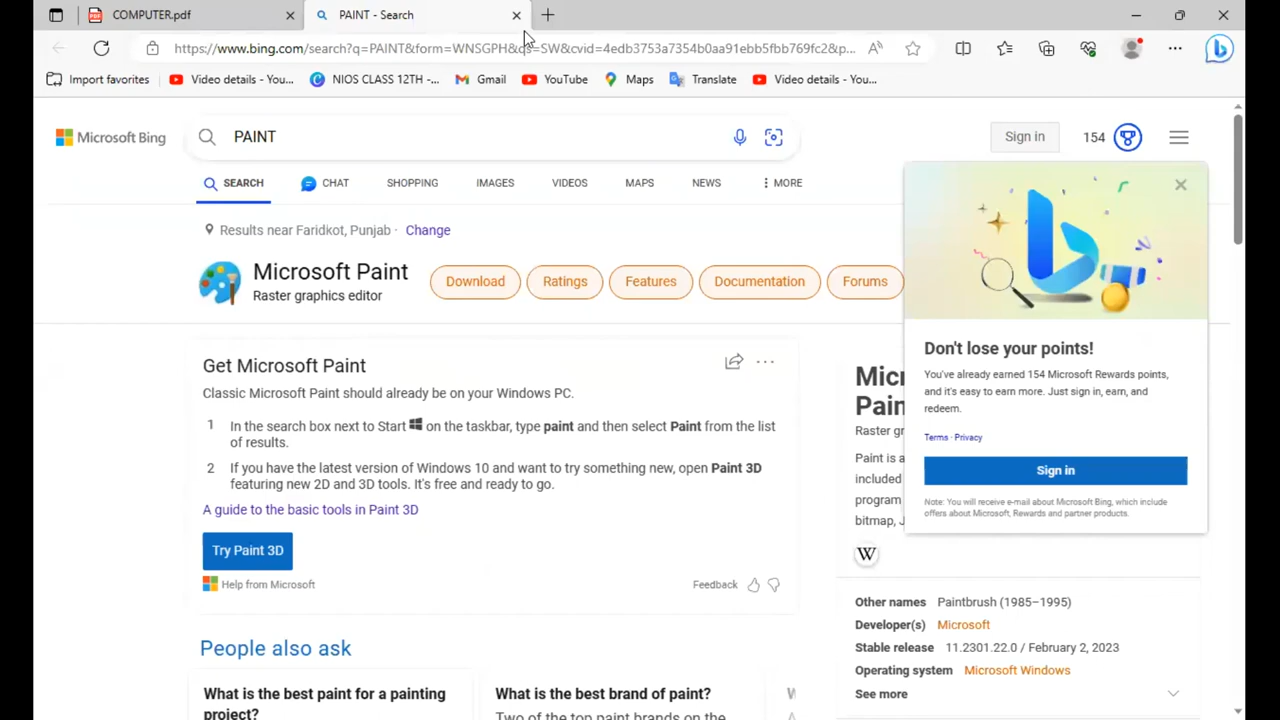 COMPUTER.pdf
PAINT - Search
https://www.bing.com/search?q=PAINT&form=WNSGPH&qs=SW&cvid=4edb3753a7354b0aa91ebb5fbb769fc2&p...
Import favorites
Video details - You...
NIOS CLASS 12TH -...
Gmail
YouTube
Maps
Translate
Video details - You...
Microsoft Bing
PAINT
Sign in
154
SEARCH
CHAT
SHOPPING
IMAGES
VIDEOS
MAPS
NEWS
MORE
Results near Faridkot, Punjab · Change
Microsoft Paint
Raster graphics editor
Download
Ratings
Features
Documentation
Forums
Get Microsoft Paint
Classic Microsoft Paint should already be on your Windows PC.
1 In the search box next to Start on the taskbar, type paint and then select Paint from the list
of results.
2 If you have the latest version of Windows 10 and want to try something new, open Paint 3D
featuring new 2D and 3D tools. It's free and ready to go.
A guide to the basic tools in Paint 3D
Try Paint 3D
Help from Microsoft
Feedback
People also ask
What is the best paint for a painting
project?
What is the best brand of paint?
Two of the top paint brands on the
Don't lose your points!
You've already earned 154 Microsoft Rewards points,
and it's easy to earn more. Just sign in, earn, and
redeem.
Terms · Privacy
Sign in
Note: You will receive e-mail about Microsoft Bing, which include
offers about Microsoft, Rewards and partner products.
Paint is a
included
program
W
Other names Paintbrush (1985–1995)
Developer(s) Microsoft
Stable release 11.2301.22.0 / February 2, 2023
Operating system Microsoft Windows
See more